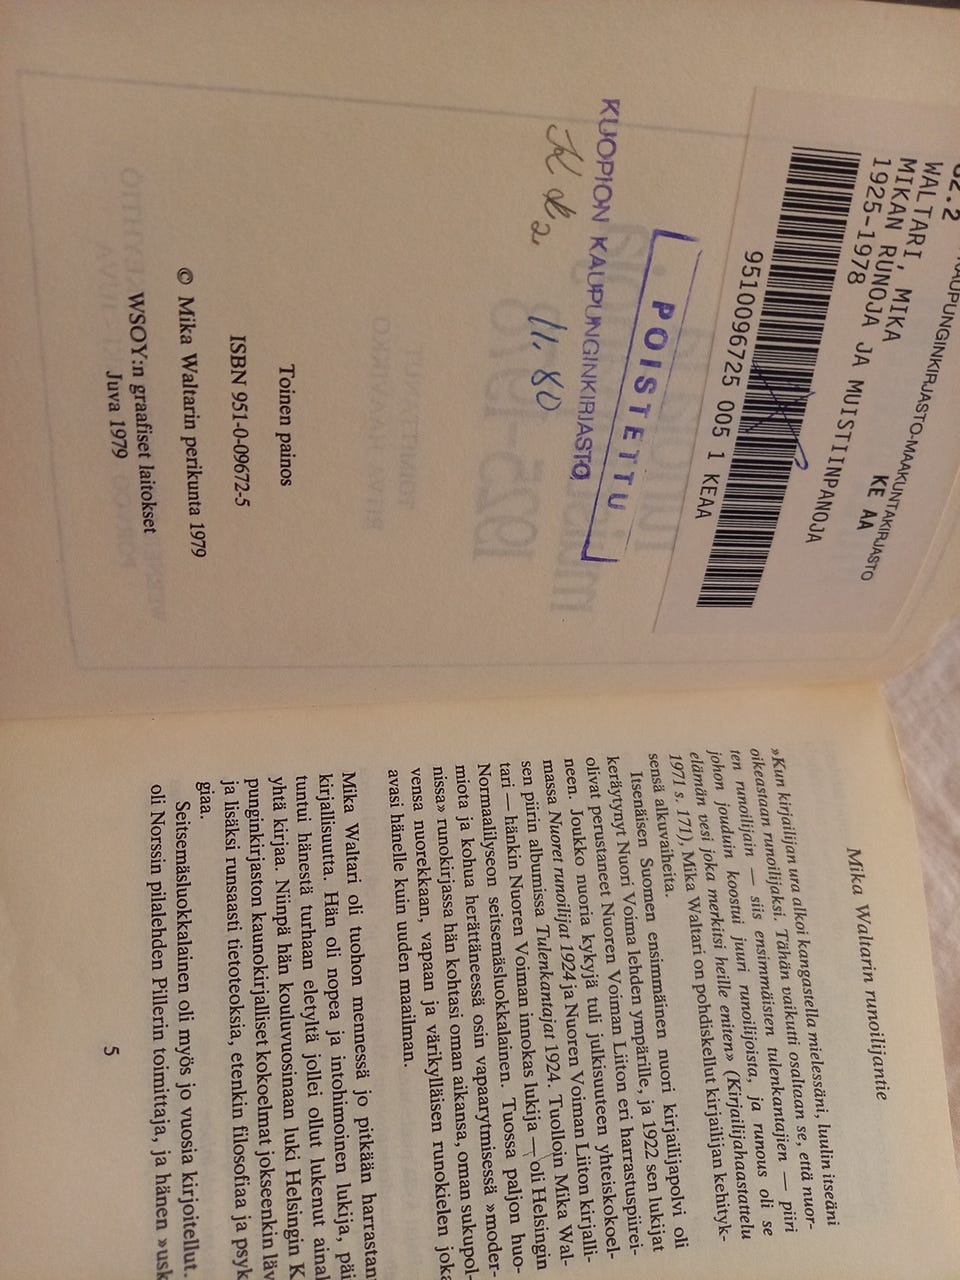 WALTARI, MIKA
MIKAN RUNOJA JA MUISTIINPANOJA
1925-1978
KAUPUNGINKIRJASTO-MAAKUNTAKIRJASTO
KE AA
9510096725 005 1 KEAA
POISTETTU
KUOPION KAUPUNGINKIRJASTO
11. 80
Toinen painos
ISBN 951-0-09672-5
© Mika Waltarin perikunta 1979
WSOY:n graafiset laitokset
Juva 1979
Mika Waltarin runoilijantie
»Kun kirjailijan ura alkoi kangastella mielessäni, luulin itseäni
oikeastaan runoilijaksi. Tähän vaikutti osaltaan se, että nuor-
ten runoilijain — siis ensimmäisten tulenkantajien — piiri
johon jouduin koostui juuri runoilijoista, ja runous oli se
elämän vesi joka merkitsi heille eniten» (Kirjailijahaastattelu
1971 s. 171), Mika Waltari on pohdiskellut kirjailijan kehityk-
sensä alkuvaiheita.
Itsenäisen Suomen ensimmäinen nuori kirjailijapolvi oli
keräytynyt Nuori Voima lehden ympärille, ja 1922 sen lukijat
olivat perustaneet Nuoren Voiman Liiton eri harrastuspiirei-
neen. Joukko nuoria kykyjä tuli julkisuuteen yhteiskokoel-
massa Nuoret runoilijat 1924 ja Nuoren Voiman Liiton kirjalli-
sen piirin albumissa Tulenkantajat 1924. Tuolloin Mika Wal-
tari — hänkin Nuoren Voiman innokas lukija — oli Helsingin
Normaalilyseon seitsemäsluokkalainen. Tuossa paljon huo-
miota ja kohua herättäneessä osin vapaarytmisessä »moder-
nissa» runokirjassa hän kohtasi oman aikansa, oman sukupol-
vensa nuorekkaan, vapaan ja värikylläisen runokielen joka
avasi hänelle kuin uuden maailman.
Mika Waltari oli tuohon mennessä jo pitkään harrastan
kirjallisuutta. Hän oli nopea ja intohimoinen lukija, päi
tuntui hänestä turhaan eletyltä jollei ollut lukenut ainal
yhtä kirjaa. Niinpä hän kouluvuosinaan luki Helsingin K
punginkirjaston kaunokirjalliset kokoelmat jokseenkin läv
ja lisäksi runsaasti tietoteoksia, etenkin filosofiaa ja psyk
giaa.
Seitsemäsluokkalainen oli myös jo vuosia kirjoitellut.
oli Norssin pilalehden Pillerin toimittaja, ja hänen »usk
5